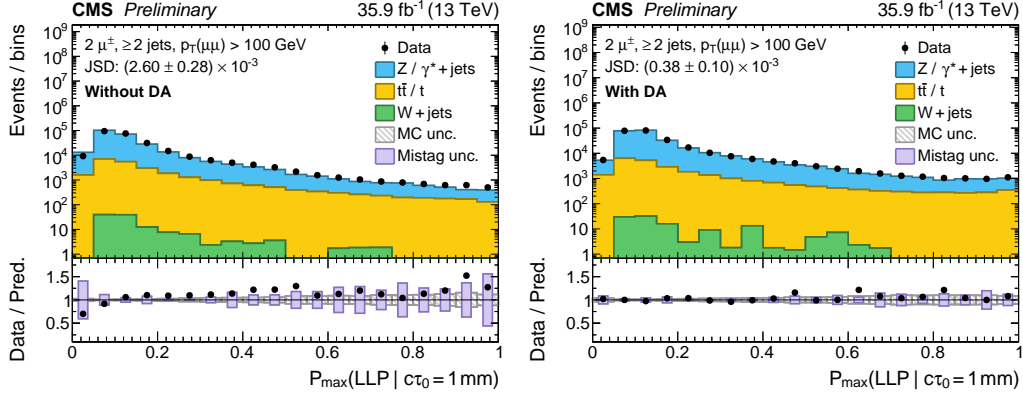 CMS Preliminary 35.9 fb⁻¹ (13 TeV)
2 μ±, ≥ 2 jets, pT(μμ) > 100 GeV
JSD: (2.60 ± 0.28) × 10⁻³
Without DA
Data
Z / γ* + jets
tt̄ / t
W + jets
MC unc.
Mistag unc.
Events / bins
10⁹
10⁸
10⁷
10⁶
10⁵
10⁴
10³
10²
10
1
Data / Pred.
1.5
1
0.5
0 0.2 0.4 0.6 0.8 1
Pmax(LLP | cτ₀ = 1 mm)
CMS Preliminary 35.9 fb⁻¹ (13 TeV)
2 μ±, ≥ 2 jets, pT(μμ) > 100 GeV
JSD: (0.38 ± 0.10) × 10⁻³
With DA
Data
Z / γ* + jets
tt̄ / t
W + jets
MC unc.
Mistag unc.
Events / bins
10⁹
10⁸
10⁷
10⁶
10⁵
10⁴
10³
10²
10
1
Data / Pred.
1.5
1
0.5
0 0.2 0.4 0.6 0.8 1
Pmax(LLP | cτ₀ = 1 mm)